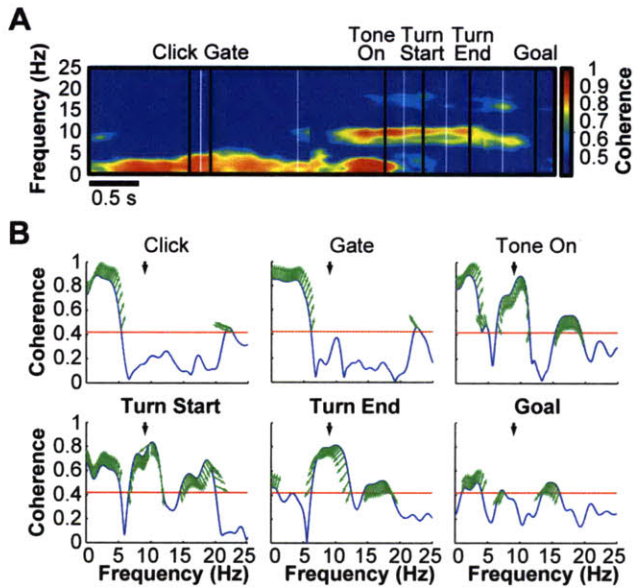 A
Click Gate Tone On Turn Start Turn End Goal
Frequency (Hz)
25
20
15
10
5
0
0.5 s
1
0.9
0.8
0.7
0.6
0.5
Coherence
B
Click Gate Tone On
Coherence
1
0.8
0.6
0.4
0.2
0
Turn Start Turn End Goal
Coherence
1
0.8
0.6
0.4
0.2
0
0 5 10 15 20 25 0 5 10 15 20 25 0 5 10 15 20 25
Frequency (Hz) Frequency (Hz) Frequency (Hz)